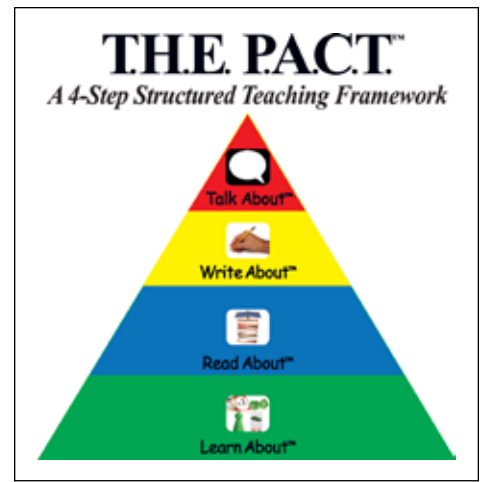 T.H.E. P.A.C.T.™
A 4-Step Structured Teaching Framework
Talk About™
Write About™
Read About™
Learn About™